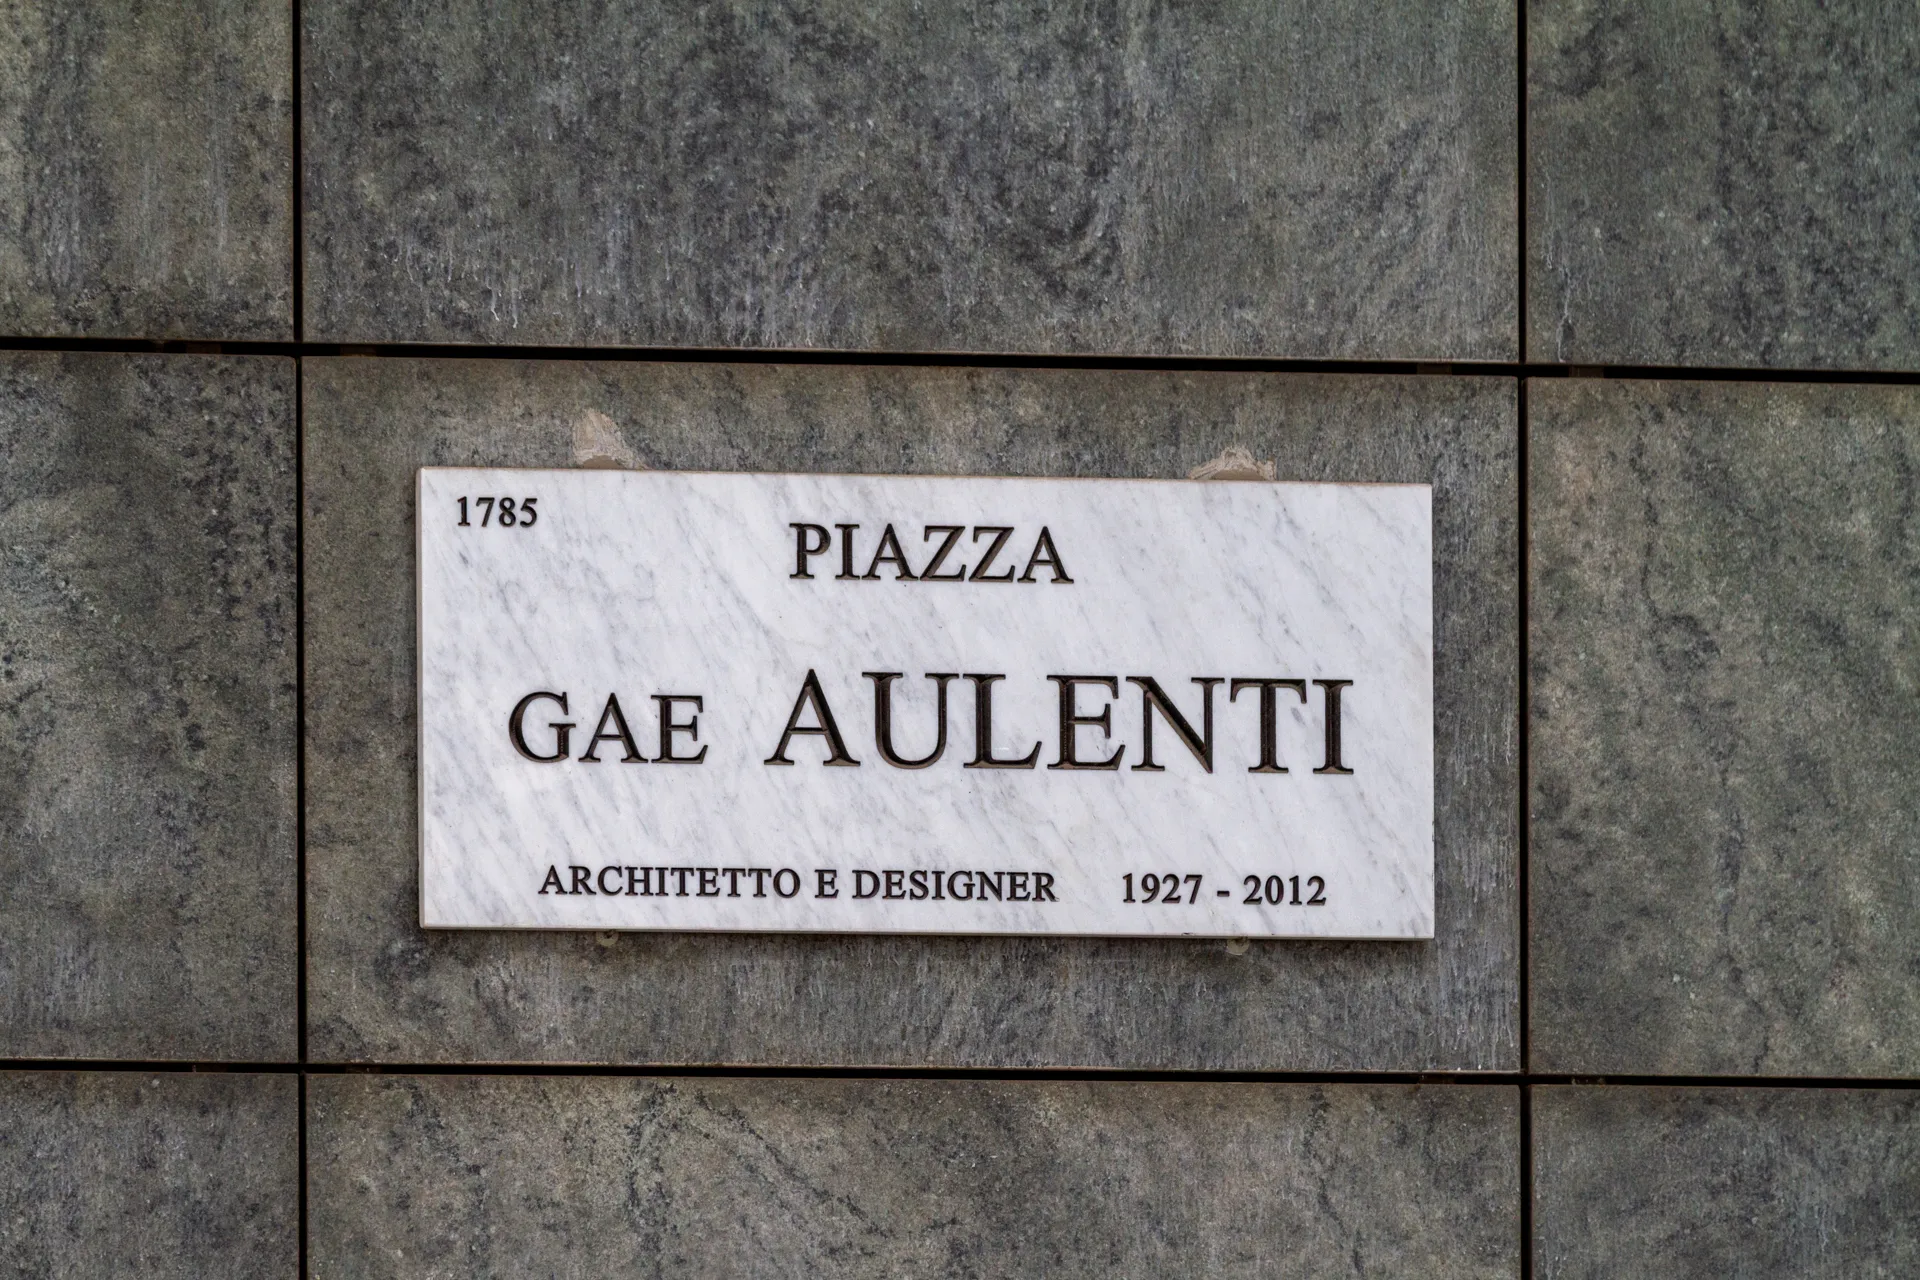 1785
PIAZZA
GAE AULENTI
ARCHITETTO E DESIGNER 1927 - 2012